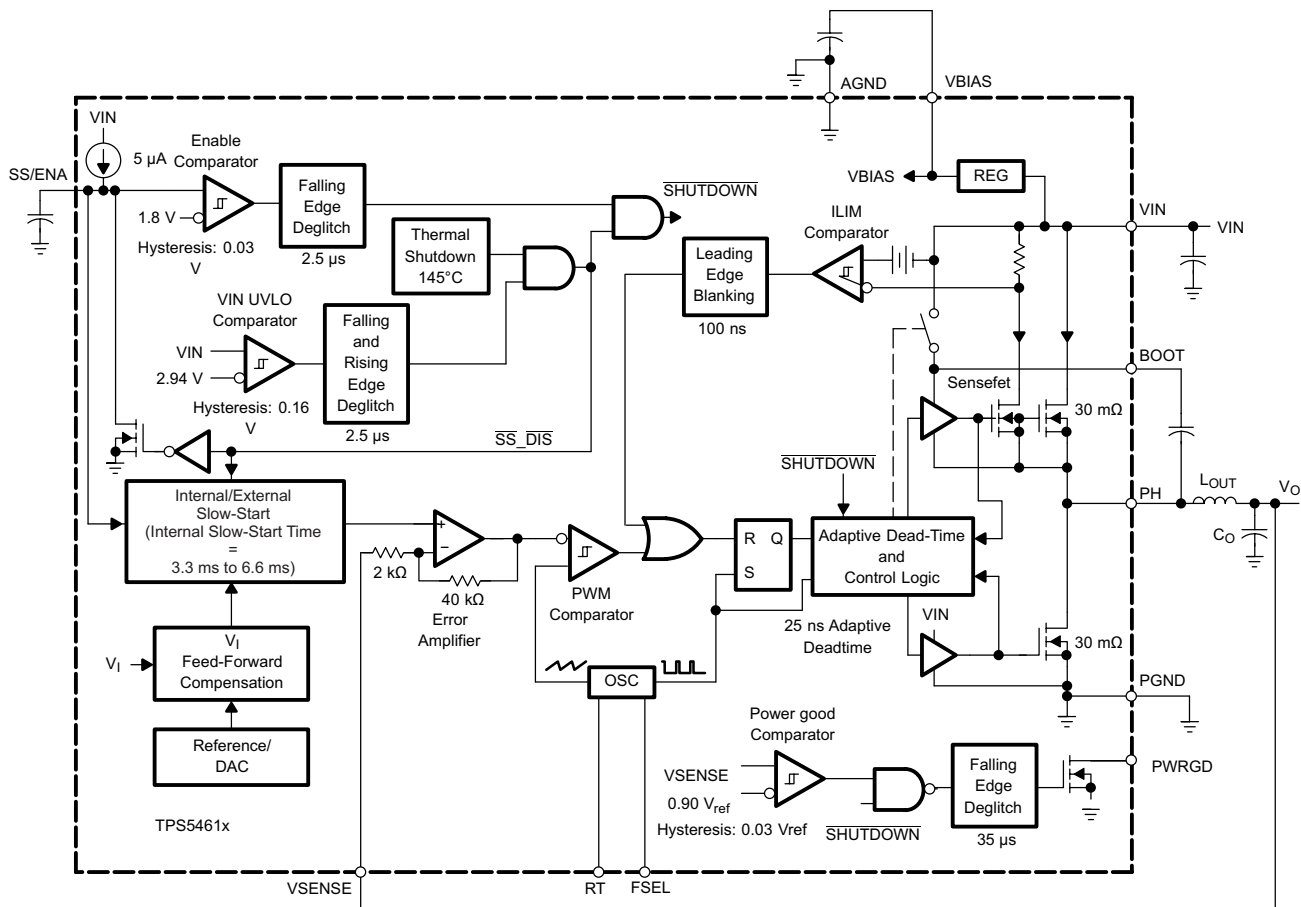 AGND
VBIAS
VIN
Enable
Comparator
5 µA
SS/ENA
1.8 V
Hysteresis: 0.03
V
Falling
Edge
Deglitch
2.5 µs
SHUTDOWN
Thermal
Shutdown
145°C
VBIAS
REG
VIN
VIN
ILIM
Comparator
Leading
Edge
Blanking
100 ns
VIN UVLO
Comparator
VIN
2.94 V
Hysteresis: 0.16
V
Falling
and
Rising
Edge
Deglitch
2.5 µs
BOOT
Sensefet
30 mΩ
SS_DIS
SHUTDOWN
Internal/External
Slow-Start
(Internal Slow-Start Time
=
3.3 ms to 6.6 ms)
+
−
2 kΩ
40 kΩ
Error
Amplifier
PWM
Comparator
R
Q
S
Adaptive Dead-Time
and
Control Logic
25 ns Adaptive
Deadtime
PH
LOUT
VO
CO
VIN
30 mΩ
VI
VI
Feed-Forward
Compensation
OSC
PGND
Reference/
DAC
Power good
Comparator
VSENSE
0.90 Vref
Hysteresis: 0.03 Vref
SHUTDOWN
Falling
Edge
Deglitch
35 µs
PWRGD
TPS5461x
VSENSE
RT
FSEL